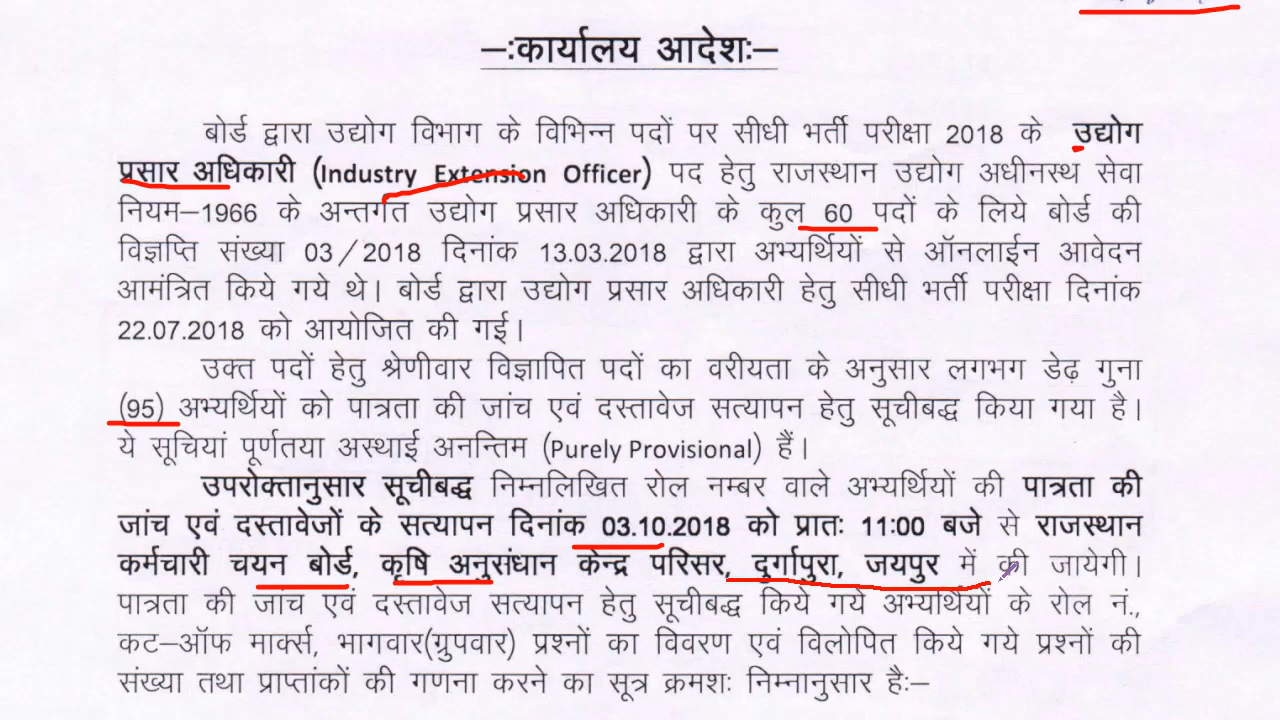 —:कार्यालय आदेश:—
बोर्ड द्वारा उद्योग विभाग के विभिन्न पदों पर सीधी भर्ती परीक्षा 2018 के उद्योग
प्रसार अधिकारी (Industry Extension Officer) पद हेतु राजस्थान उद्योग अधीनस्थ सेवा
नियम–1966 के अन्तर्गत उद्योग प्रसार अधिकारी के कुल 60 पदों के लिये बोर्ड की
विज्ञप्ति संख्या 03/2018 दिनांक 13.03.2018 द्वारा अभ्यर्थियों से ऑनलाईन आवेदन
आमंत्रित किये गये थे। बोर्ड द्वारा उद्योग प्रसार अधिकारी हेतु सीधी भर्ती परीक्षा दिनांक
22.07.2018 को आयोजित की गई।
उक्त पदों हेतु श्रेणीवार विज्ञापित पदों का वरीयता के अनुसार लगभग डेढ़ गुना
(95) अभ्यर्थियों को पात्रता की जांच एवं दस्तावेज सत्यापन हेतु सूचीबद्ध किया गया है।
ये सूचियां पूर्णतया अस्थाई अनन्तिम (Purely Provisional) हैं।
उपरोक्तानुसार सूचीबद्ध निम्नलिखित रोल नम्बर वाले अभ्यर्थियों की पात्रता की
जांच एवं दस्तावेजों के सत्यापन दिनांक 03.10.2018 को प्रातः 11:00 बजे से राजस्थान
कर्मचारी चयन बोर्ड, कृषि अनुसंधान केन्द्र परिसर, दुर्गापुरा, जयपुर में की जायेगी।
पात्रता की जांच एवं दस्तावेज सत्यापन हेतु सूचीबद्ध किये गये अभ्यर्थियों के रोल नं.,
कट–ऑफ मार्क्स, भागवार(ग्रुपवार) प्रश्नों का विवरण एवं विलोपित किये गये प्रश्नों की
संख्या तथा प्राप्तांकों की गणना करने का सूत्र क्रमशः निम्नानुसार है:–